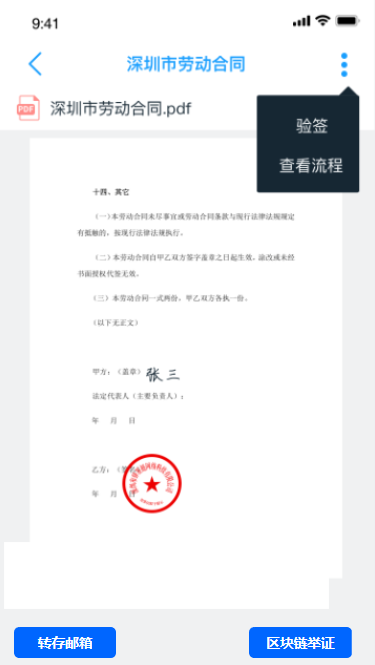 9:41
深圳市劳动合同
PDF
深圳市劳动合同.pdf
验签
查看流程
十四、其它
（一）本劳动合同未尽事宜或劳动合同条款与现行法律法规规定
有抵触的，按现行法律法规执行。
（二）本劳动合同自甲乙双方签字盖章之日起生效，涂改或未经
书面授权代签无效。
（三）本劳动合同一式两份，甲乙双方各执一份。
（以下无正文）
甲方：（盖章）张三
法定代表人（主要负责人）：
年 月 日
乙方：（
年 月 日
转存邮箱
区块链举证